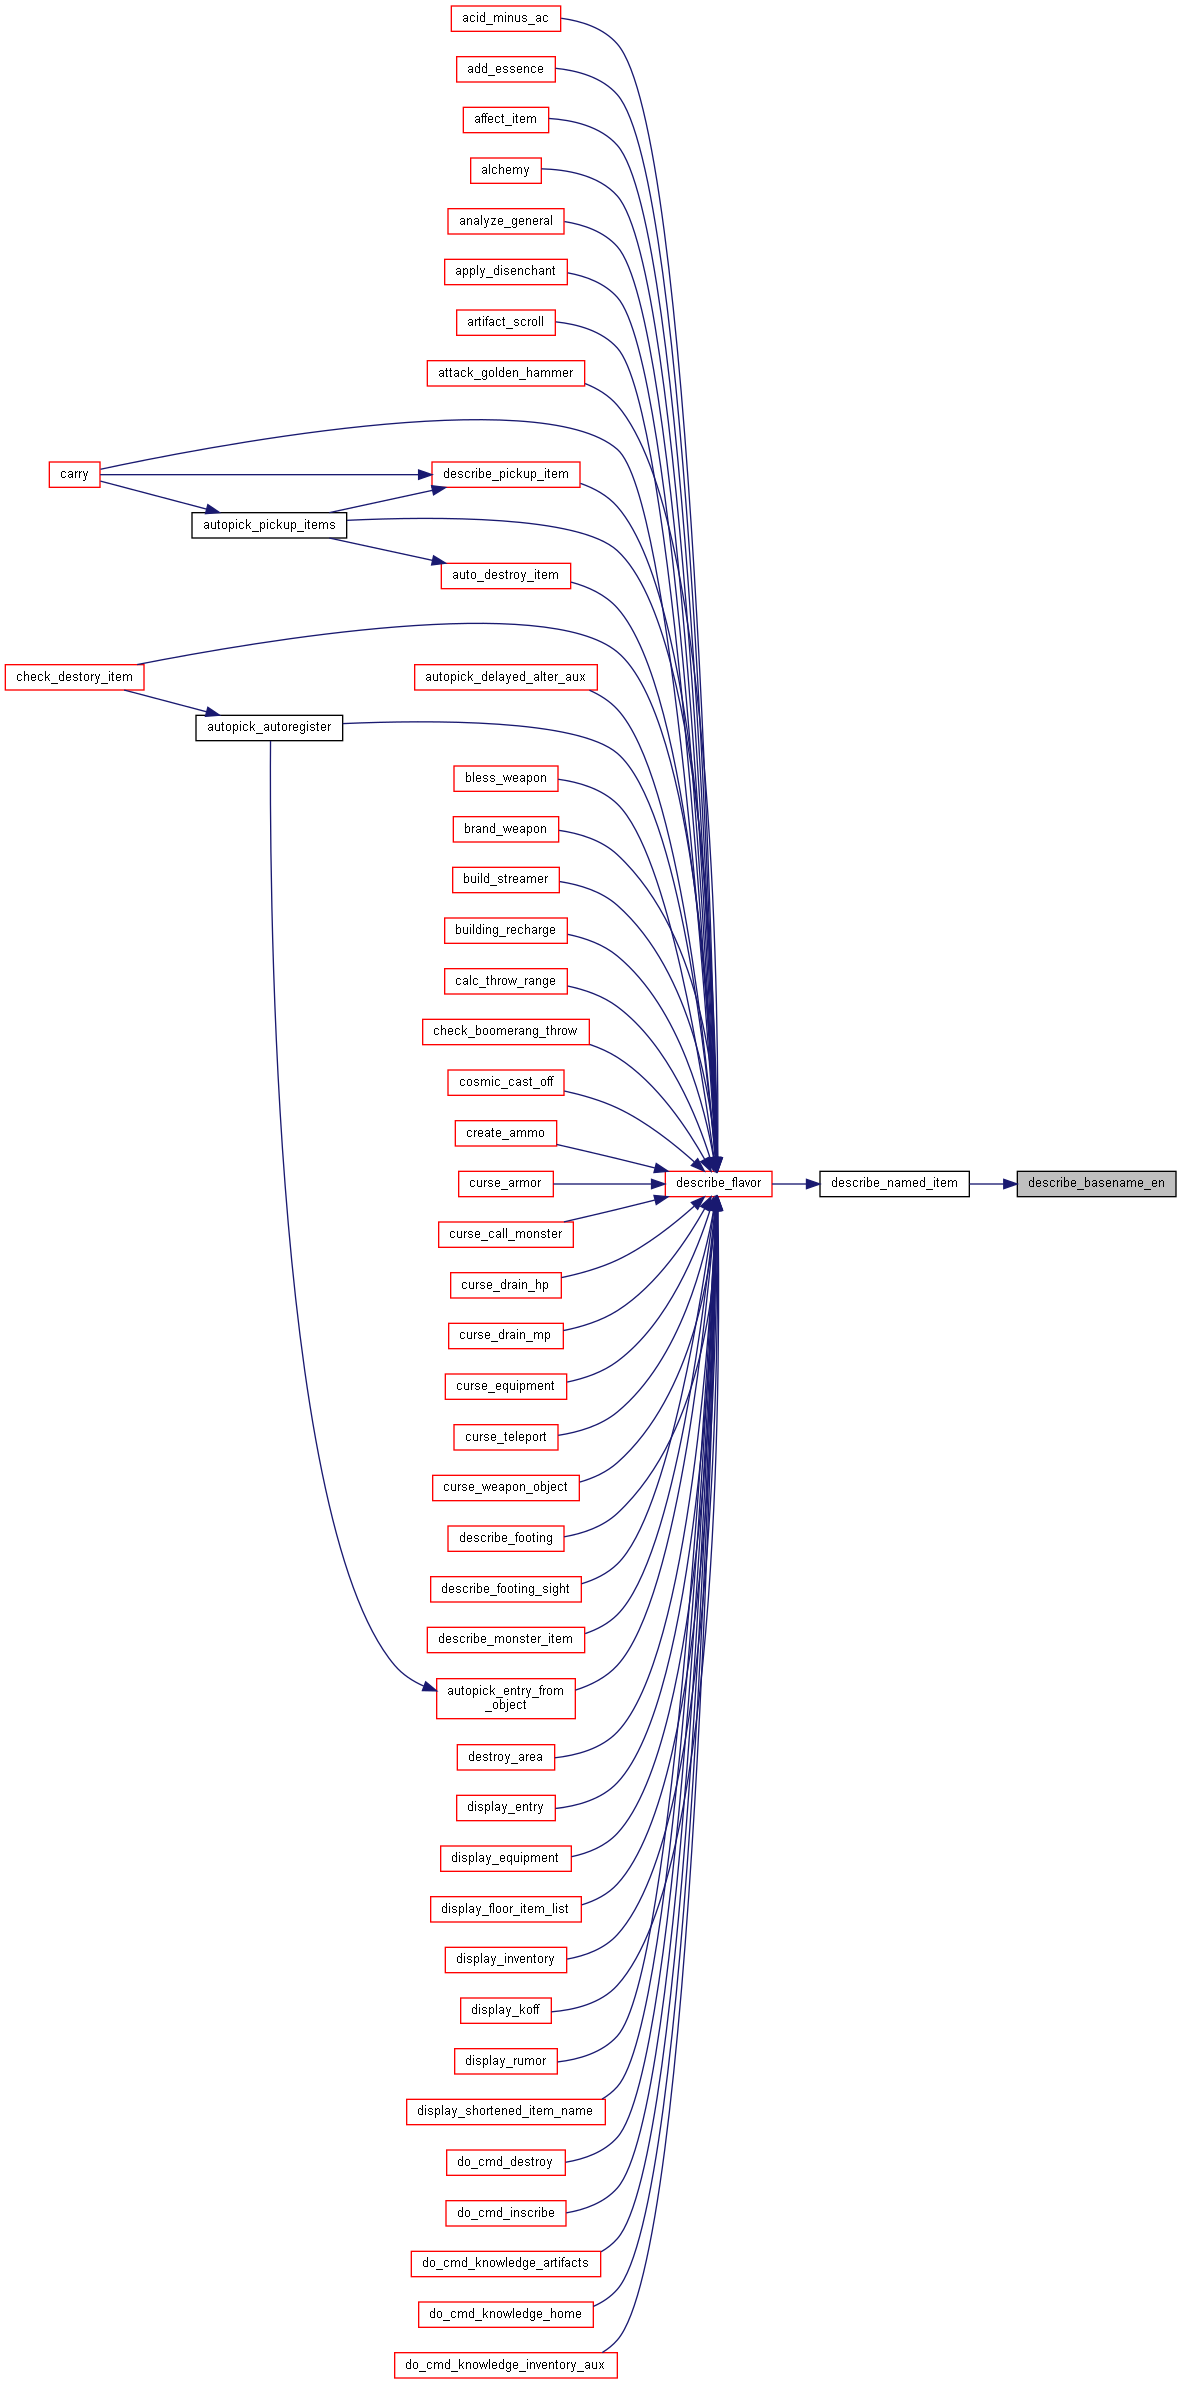 acid_minus_ac
add_essence
affect_item
alchemy
analyze_general
apply_disenchant
artifact_scroll
attack_golden_hammer
carry
describe_pickup_item
autopick_pickup_items
auto_destroy_item
check_destory_item
autopick_delayed_alter_aux
autopick_autoregister
bless_weapon
brand_weapon
build_streamer
building_recharge
calc_throw_range
check_boomerang_throw
cosmic_cast_off
create_ammo
curse_armor
describe_flavor
describe_named_item
describe_basename_en
curse_call_monster
curse_drain_hp
curse_drain_mp
curse_equipment
curse_teleport
curse_weapon_object
describe_footing
describe_footing_sight
describe_monster_item
autopick_entry_from
_object
destroy_area
display_entry
display_equipment
display_floor_item_list
display_inventory
display_koff
display_rumor
display_shortened_item_name
do_cmd_destroy
do_cmd_inscribe
do_cmd_knowledge_artifacts
do_cmd_knowledge_home
do_cmd_knowledge_inventory_aux